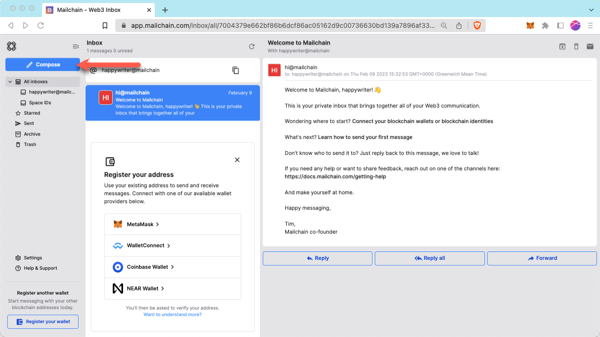 Mailchain - Web3 Inbox
app.mailchain.com/inbox/all/7004379e662bf86b6dcf86ac05162d9c00736630bd139a7896af33...
Compose
All inboxes
happywriter@mailc...
Space IDs
Starred
Sent
Archive
Trash
Settings
Help & Support
Register another wallet
Start messaging with your
other blockchain addresses today.
Register your wallet
Inbox
1 messages 0 unread
happywriter@mailchain
HI
hi@mailchain
February 9
Welcome to Mailchain
Welcome to Mailchain, happywriter! 👋 This is your private
inbox that brings together all of your
Register your address
Use your existing address to send and receive
messages. Connect with one of our available wallet
providers below.
MetaMask
WalletConnect
Coinbase Wallet
NEAR Wallet
You'll then be asked to verify your address.
Want to understand more?
Welcome to Mailchain
With happywriter@mailchain
HI
hi@mailchain
to: happywriter@mailchain on Thu Feb 09 2023 15:32:53 GMT+0000 (Greenwich Mean Time)
Welcome to Mailchain, happywriter! 👋
This is your private inbox that brings together all of your Web3 communication.
Wondering where to start? Connect your blockchain wallets or blockchain identities
What's next? Learn how to send your first message
Don't know who to send it to? Just reply back to this message, we love to talk!
If you need any help or want to share feedback, reach out on one of the channels here:
https://docs.mailchain.com/getting-help
And make yourself at home.
Happy messaging,
Tim,
Mailchain co-founder
Reply
Reply all
Forward